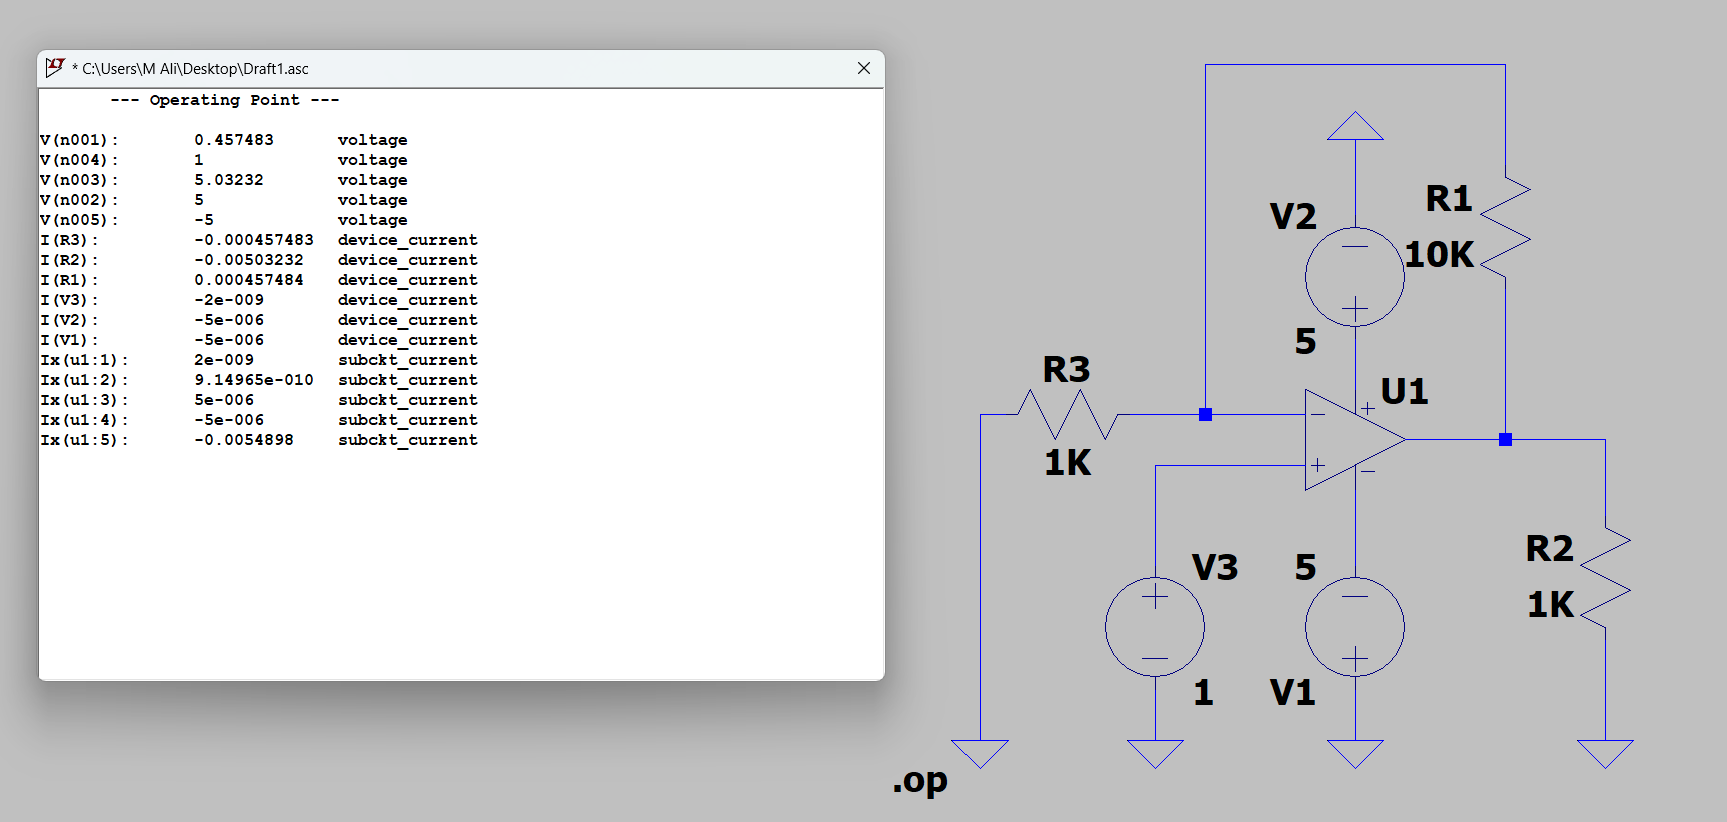 * C:\Users\M Ali\Desktop\Draft1.asc
--- Operating Point ---
V(n001): 0.457483 voltage
V(n004): 1 voltage
V(n003): 5.03232 voltage
V(n002): 5 voltage
V(n005): -5 voltage
I(R3): -0.000457483 device_current
I(R2): -0.00503232 device_current
I(R1): 0.000457484 device_current
I(V3): -2e-009 device_current
I(V2): -5e-006 device_current
I(V1): -5e-006 device_current
Ix(u1:1): 2e-009 subckt_current
Ix(u1:2): 9.14965e-010 subckt_current
Ix(u1:3): 5e-006 subckt_current
Ix(u1:4): -5e-006 subckt_current
Ix(u1:5): -0.0054898 subckt_current
R1
V2
10K
5
R3
U1
1K
V3
5
R2
1K
1
V1
.op